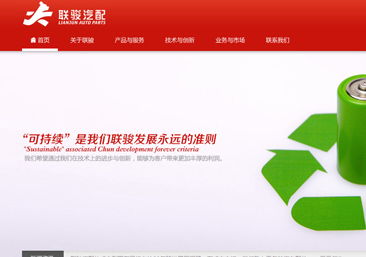 联骏汽配
LIANJUN AUTO PARTS
首页 关于联骏 产品与服务 技术与创新 业务与市场 联系我们
“可持续”是我们联骏发展永远的准则
"Sustainable" associated Chun development forever criteria
我们希望通过我们在技术上的进步与创新，能够为客户带来更加丰厚的利润。